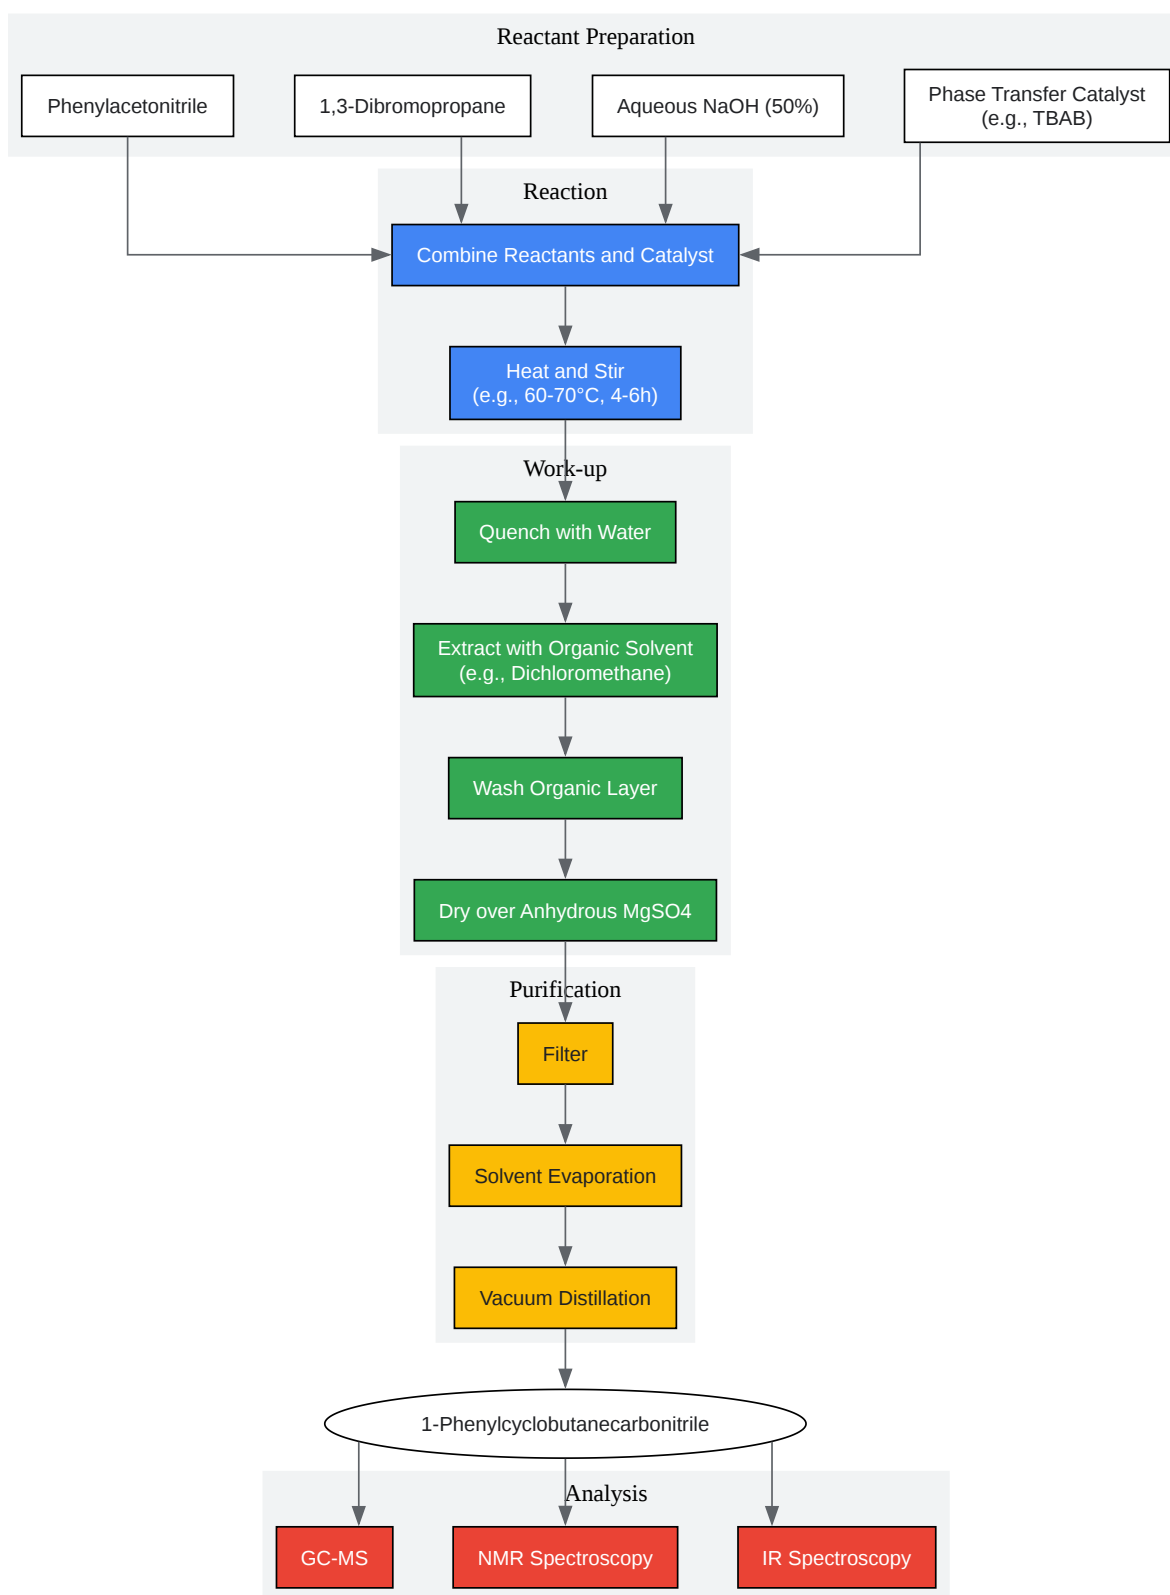 Reactant Preparation
Phenylacetonitrile
1,3-Dibromopropane
Aqueous NaOH (50%)
Phase Transfer Catalyst
(e.g., TBAB)
Reaction
Combine Reactants and Catalyst
Heat and Stir
(e.g., 60-70°C, 4-6h)
Work-up
Quench with Water
Extract with Organic Solvent
(e.g., Dichloromethane)
Wash Organic Layer
Dry over Anhydrous MgSO4
Purification
Filter
Solvent Evaporation
Vacuum Distillation
1-Phenylcyclobutanecarbonitrile
Analysis
GC-MS
NMR Spectroscopy
IR Spectroscopy